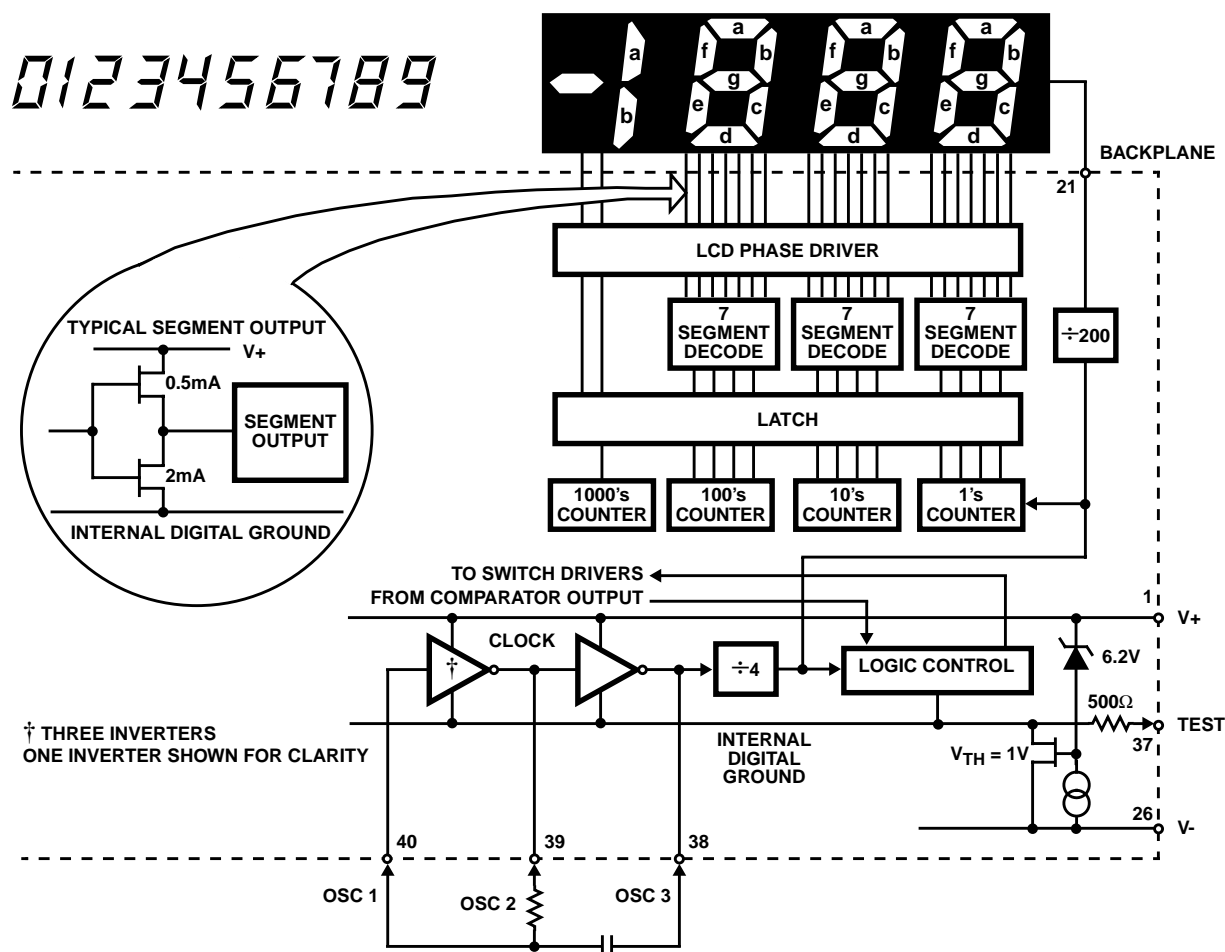 0123456789
a
b
a
f b
g
e c
d
a
f b
g
e c
d
a
f b
g
e c
d
BACKPLANE
21
LCD PHASE DRIVER
TYPICAL SEGMENT OUTPUT
V+
0.5mA
SEGMENT
OUTPUT
2mA
INTERNAL DIGITAL GROUND
7
SEGMENT
DECODE
7
SEGMENT
DECODE
7
SEGMENT
DECODE
÷200
LATCH
1000's
COUNTER
100's
COUNTER
10's
COUNTER
1's
COUNTER
TO SWITCH DRIVERS
FROM COMPARATOR OUTPUT
1
V+
CLOCK
†
÷4
LOGIC CONTROL
6.2V
500Ω
TEST
37
† THREE INVERTERS
ONE INVERTER SHOWN FOR CLARITY
INTERNAL
DIGITAL
GROUND
VTH = 1V
26
V-
40
39
38
OSC 1
OSC 2
OSC 3